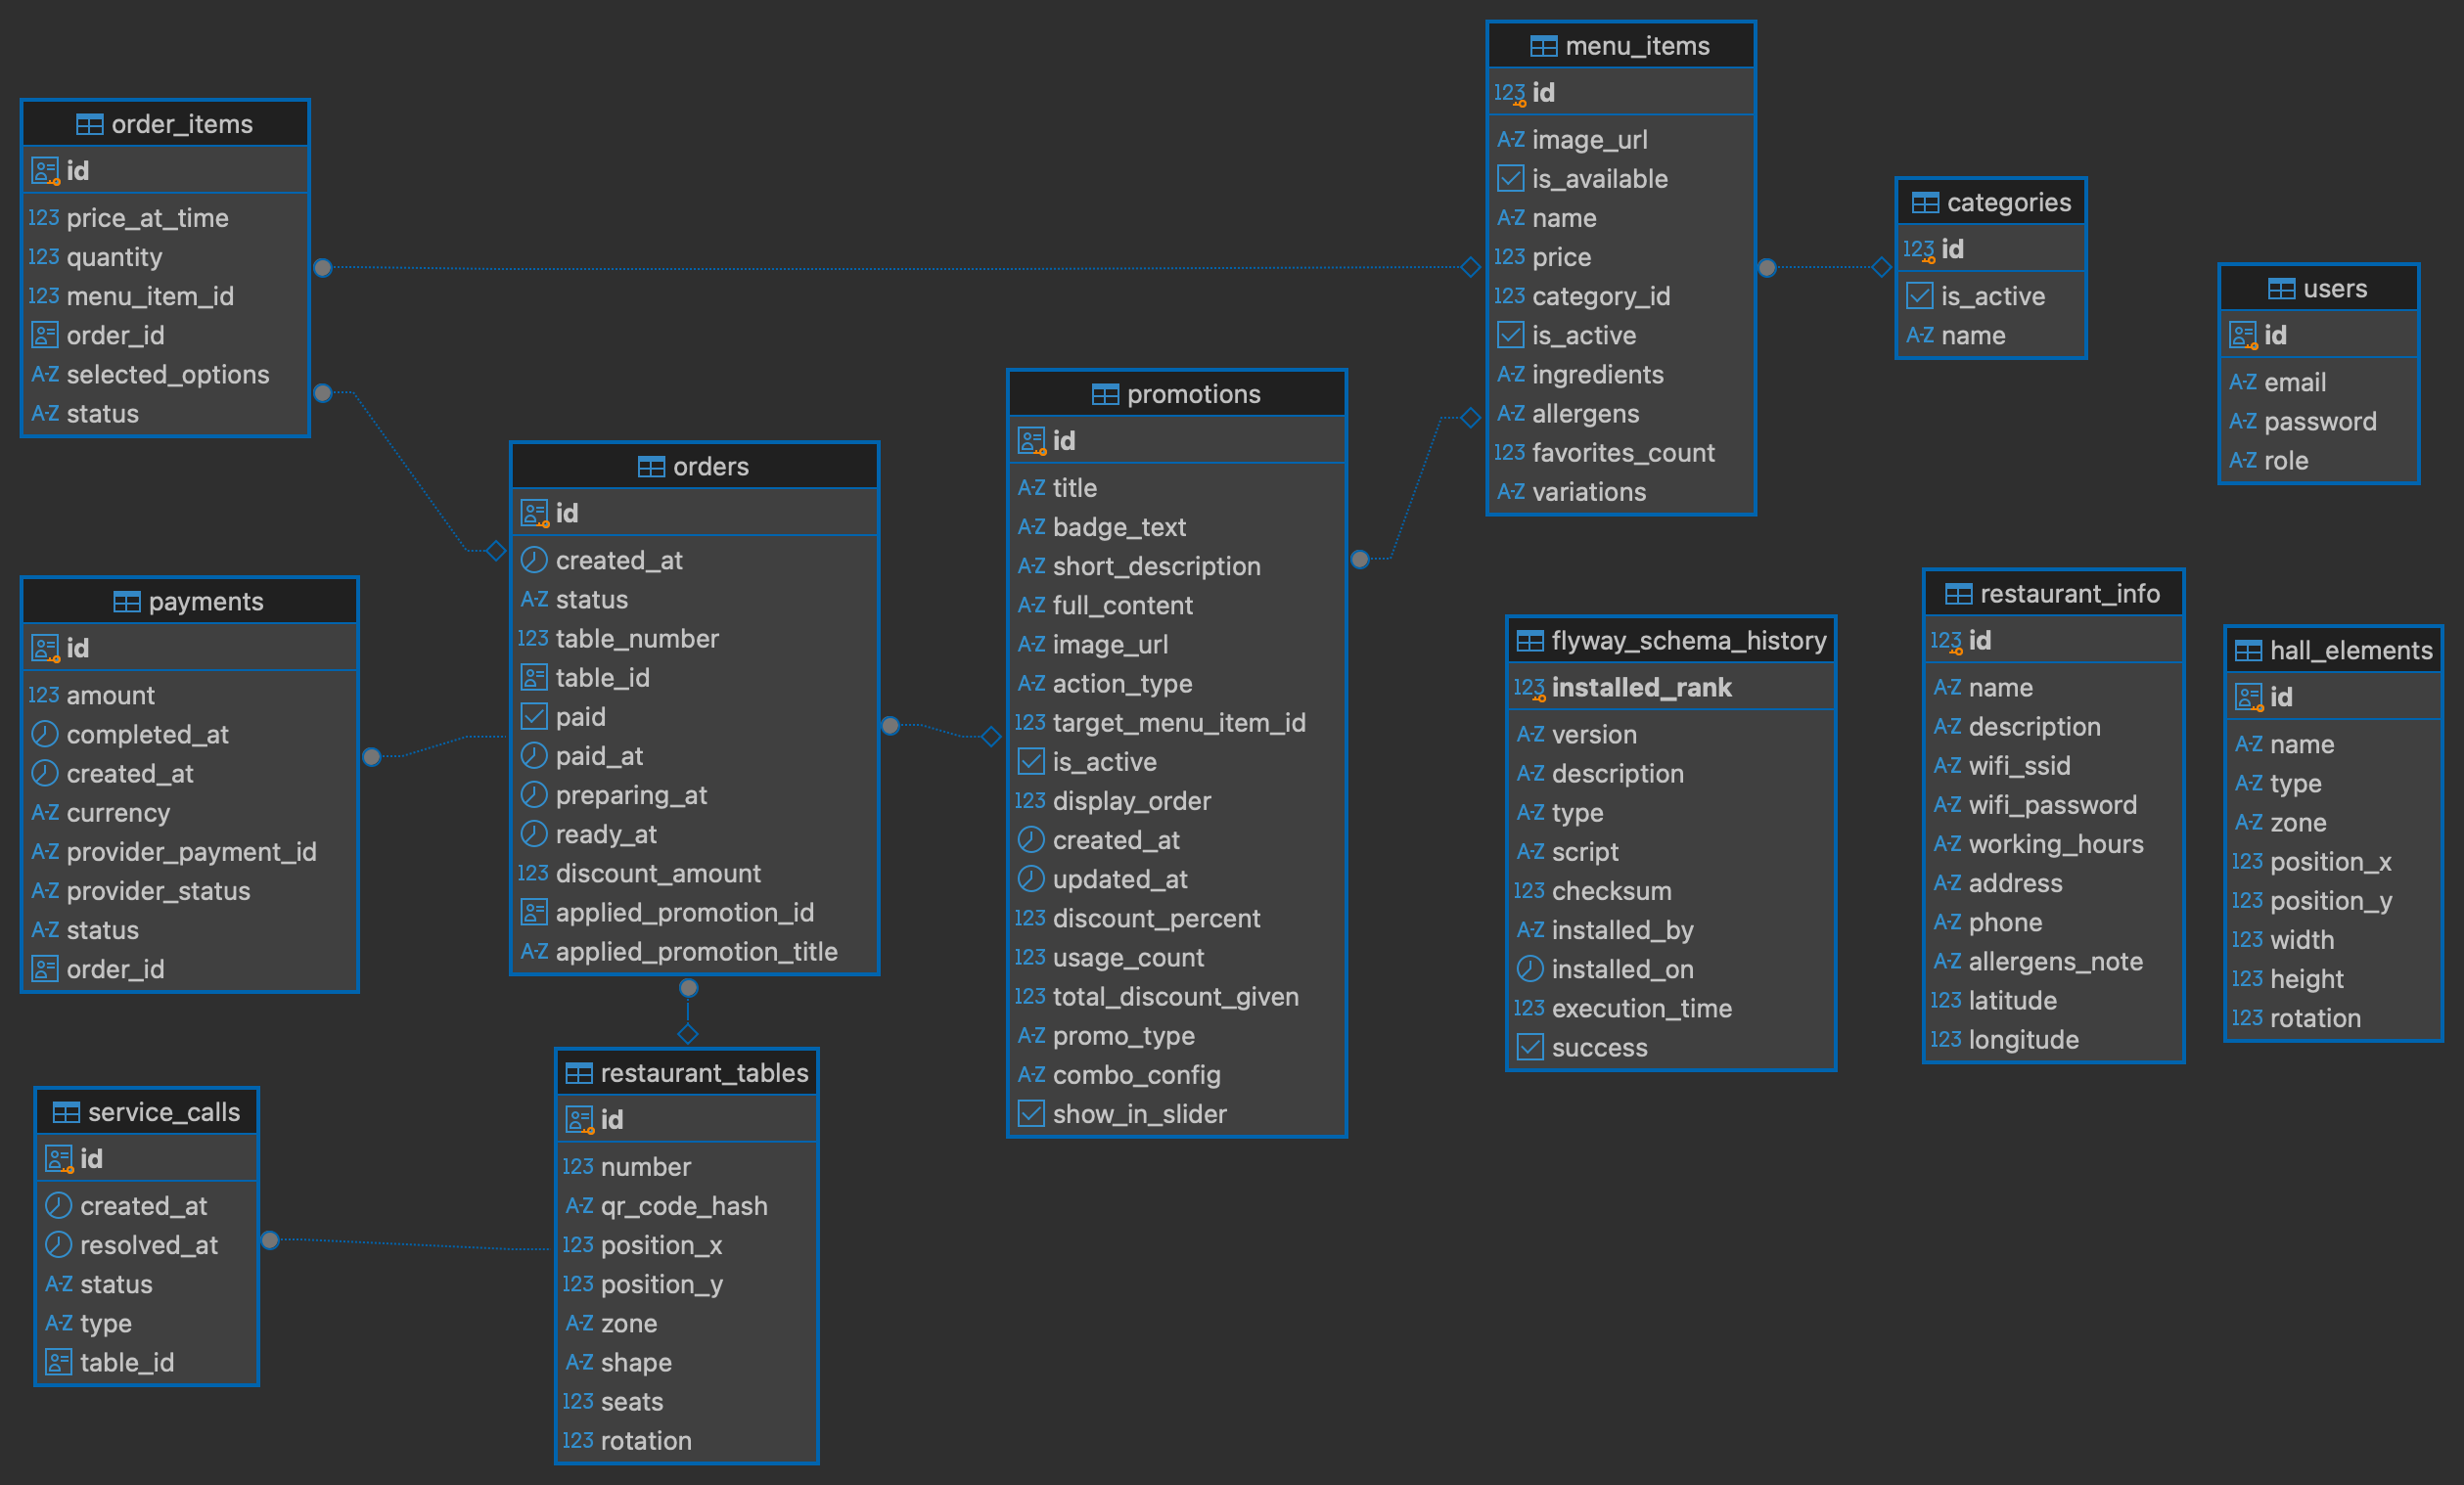 order_items
id
price_at_time
quantity
menu_item_id
order_id
selected_options
status
payments
id
amount
completed_at
created_at
currency
provider_payment_id
provider_status
status
order_id
service_calls
id
created_at
resolved_at
status
type
table_id
orders
id
created_at
status
table_number
table_id
paid
paid_at
preparing_at
ready_at
discount_amount
applied_promotion_id
applied_promotion_title
restaurant_tables
id
number
qr_code_hash
position_x
position_y
zone
shape
seats
rotation
promotions
id
title
badge_text
short_description
full_content
image_url
action_type
target_menu_item_id
is_active
display_order
created_at
updated_at
discount_percent
usage_count
total_discount_given
promo_type
combo_config
show_in_slider
menu_items
id
image_url
is_available
name
price
category_id
is_active
ingredients
allergens
favorites_count
variations
flyway_schema_history
installed_rank
version
description
type
script
checksum
installed_by
installed_on
execution_time
success
categories
id
is_active
name
restaurant_info
id
name
description
wifi_ssid
wifi_password
working_hours
address
phone
allergens_note
latitude
longitude
users
id
email
password
role
hall_elements
id
name
type
zone
position_x
position_y
width
height
rotation